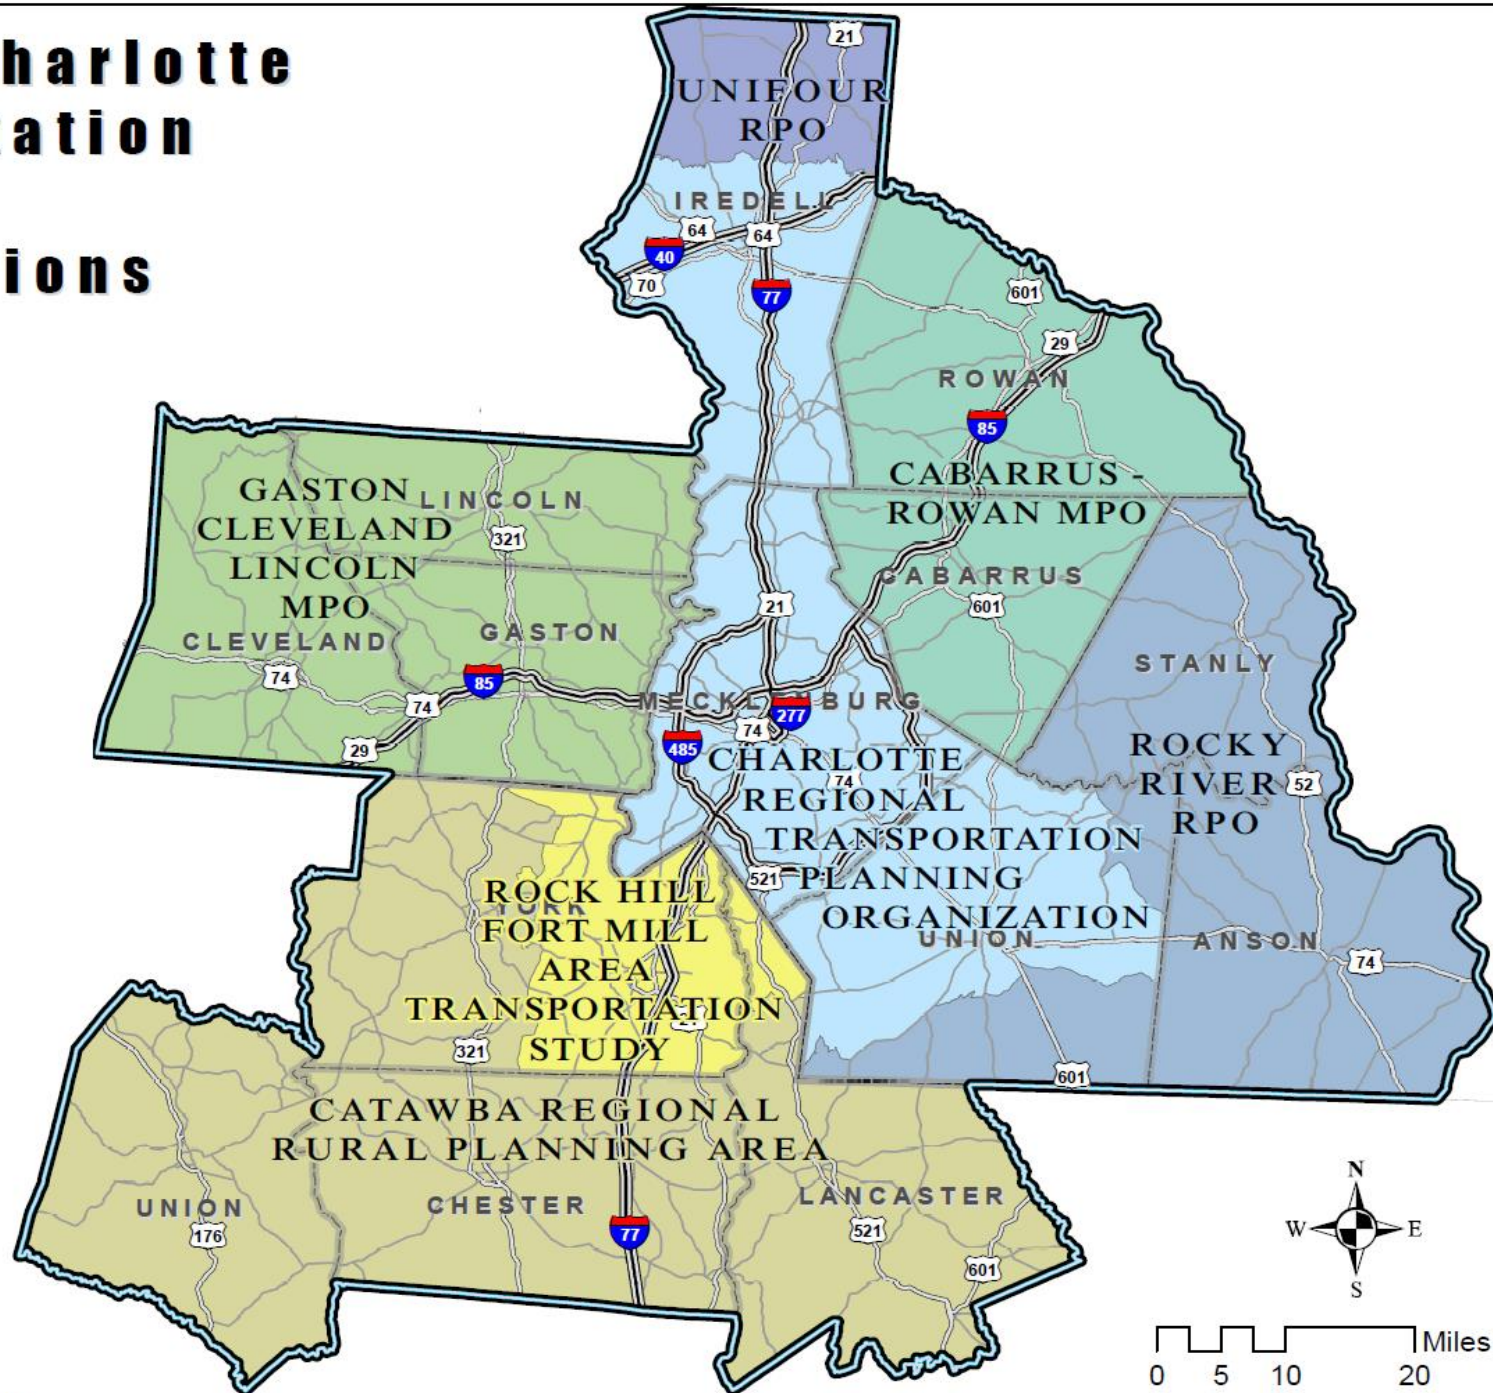 harlotte
ation
ions
21
UNIFOUR
RPO
IREDELL
64
64
40
70
77
601
29
ROWAN
85
CABARRUS -
ROWAN MPO
GASTON
CLEVELAND
LINCOLN
MPO
LINCOLN
321
CABARRUS
601
21
CLEVELAND
GASTON
74
85
74
29
MECKLENBURG
277
74
485
STANLY
CHARLOTTE
REGIONAL
TRANSPORTATION
PLANNING
ORGANIZATION
74
521
ROCKY
RIVER
RPO
52
UNION
ANSON
74
601
YORK
ROCK HILL
FORT MILL
AREA
TRANSPORTATION
STUDY
321
CATAWBA REGIONAL
RURAL PLANNING AREA
UNION
176
CHESTER
77
LANCASTER
521
601
N
W
E
S
Miles
0 5 10 20